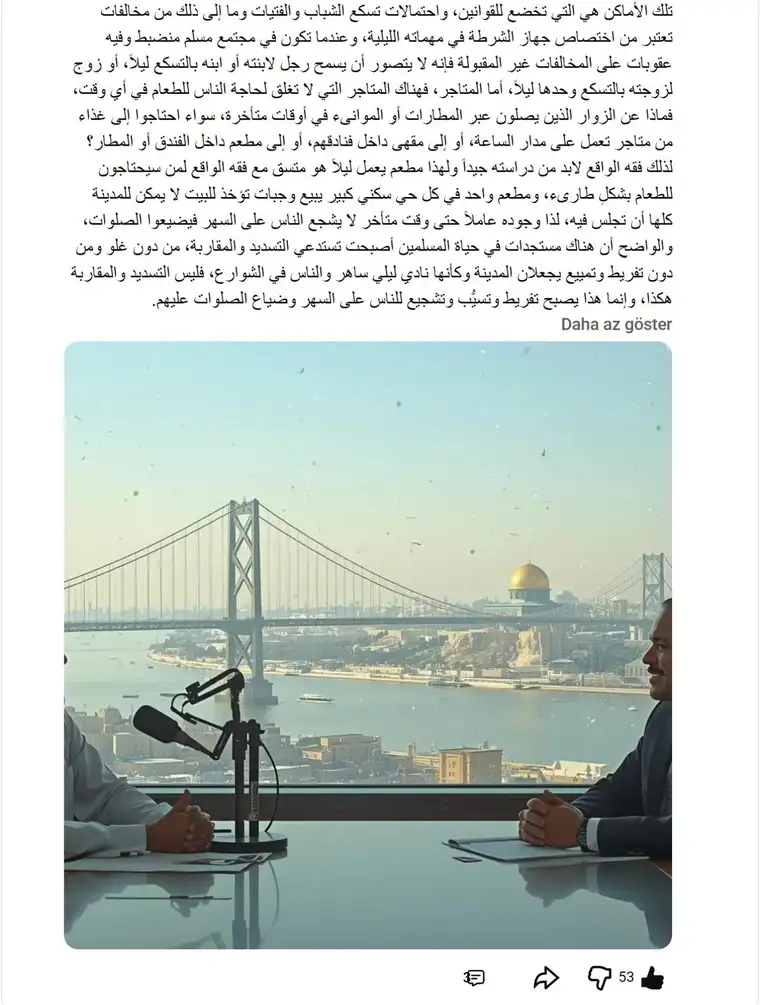 تلك الأماكن هي التي تخضع للقوانين، واحتمالات تسكع الشباب والفتيات وما إلى ذلك من مخالفات
تعتبر من اختصاص جهاز الشرطة في مهماته الليلية، وعندما تكون في مجتمع مسلم منضبط وفيه
عقوبات على المخالفات غير المقبولة فإنه لا يتصور أن يسمح رجل لابنته أو ابنه بالتسكع ليلاً، أو زوج
لزوجته بالتسكع وحدها ليلاً، أما المتاجر، فهناك المتاجر التي لا تغلق لحاجة الناس للطعام في أي وقت،
فماذا عن الزوار الذين يصلون عبر المطارات أو الموانىء في أوقات متأخرة، سواء احتاجوا إلى غذاء
من متاجر تعمل على مدار الساعة، أو إلى مقهى داخل فنادقهم، أو إلى مطعم داخل الفندق أو المطار؟
لذلك فقه الواقع لابد من دراسته جيداً ولهذا مطعم يعمل ليلاً هو متسق مع فقه الواقع لمن سيحتاجون
للطعام بشكلٍ طارىء، ومطعم واحد في كل حي سكني كبير يبيع وجبات تؤخذ للبيت لا يمكن للمدينة
كلها أن تجلس فيه، لذا وجوده عاملاً حتى وقت متأخر لا يشجع الناس على السهر فيضيعوا الصلوات،
والواضح أن هناك مستجدات في حياة المسلمين أصبحت تستدعي التسديد والمقاربة، من دون غلو ومن
دون تفريط وتمييع يجعلان المدينة وكأنها نادي ليلي ساهر والناس في الشوارع، فليس التسديد والمقاربة
هكذا، وإنما هذا يصبح تفريط وتسيُّب وتشجيع للناس على السهر وضياع الصلوات عليهم.
Daha az göster
53
3